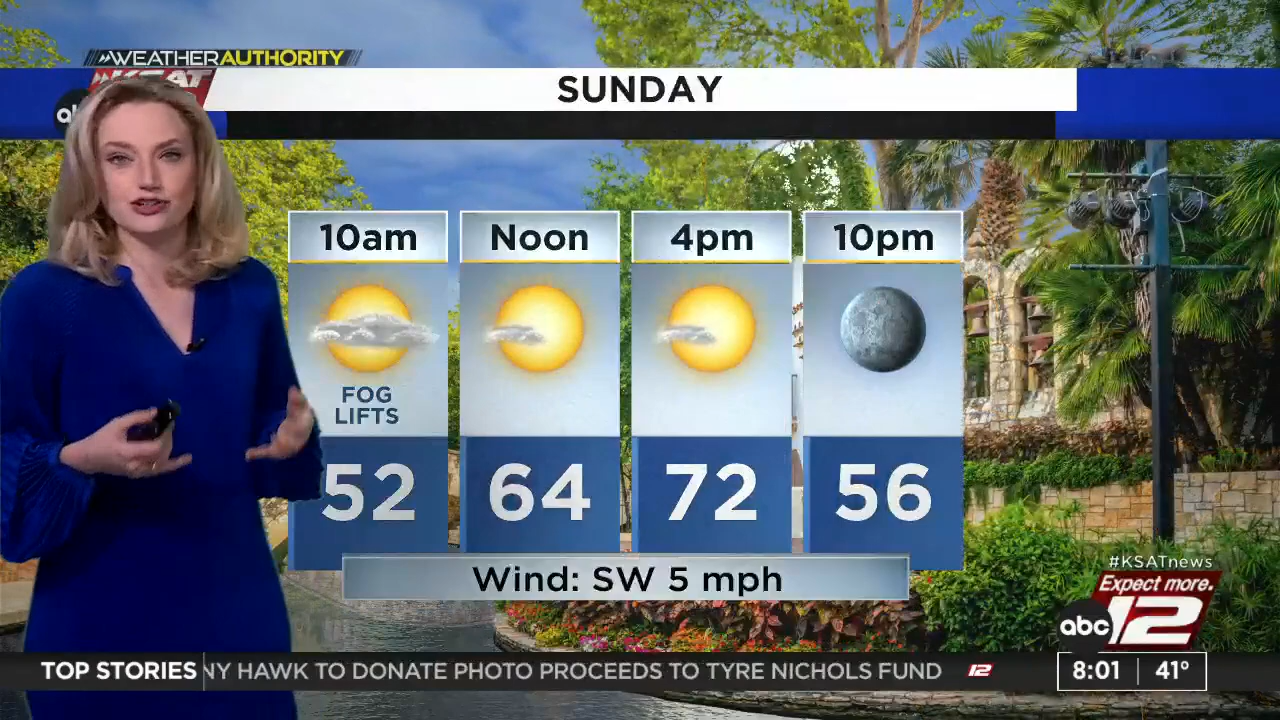 WEATHERAUTHORITY
KSAT
abc
SUNDAY
10am
Noon
4pm
10pm
FOG
LIFTS
52
64
72
56
Wind: SW 5 mph
#KSATnews
Expect more.
abc
12
TOP STORIES
NY HAWK TO DONATE PHOTO PROCEEDS TO TYRE NICHOLS FUND
12
8:01
41°